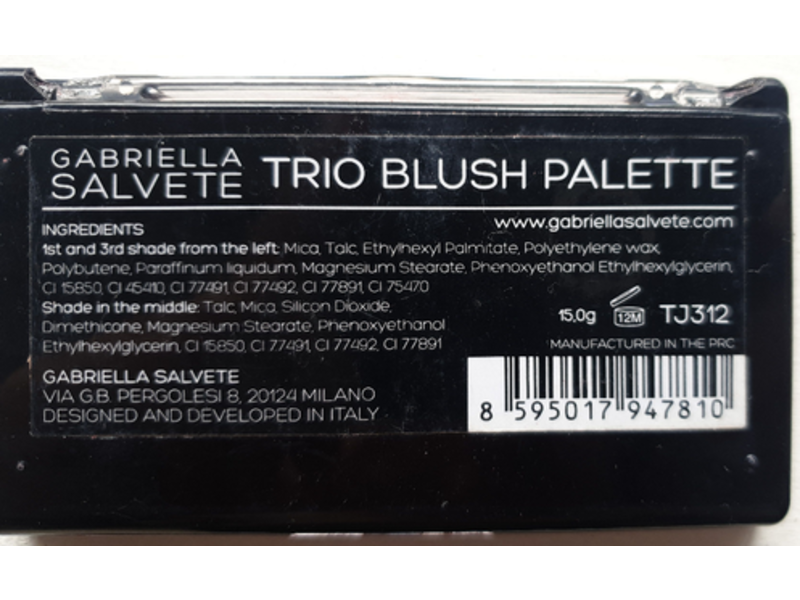 GABRIELLA SALVETE TRIO BLUSH PALETTE
www.gabriellasalvete.com
INGREDIENTS
1st and 3rd shade from the left: Mica, Talc, Ethylhexyl Palmitate, Polyethylene wax,
Polybutene, Paraffinum liquidum, Magnesium Stearate, Phenoxyethanol Ethylhexylglycerin,
CI 15850, CI 45410, CI 77491, CI 77492, CI 77891, CI 75470
Shade in the middle: Talc, Mica, Silicon Dioxide,
Dimethicone, Magnesium Stearate, Phenoxyethanol
Ethylhexylglycerin, CI 15850, CI 77491, CI 77492, CI 77891
15,0g 12M TJ312
MANUFACTURED IN THE PRC
GABRIELLA SALVETE
VIA G.B. PERGOLESI 8, 20124 MILANO
DESIGNED AND DEVELOPED IN ITALY
8 595017 947810